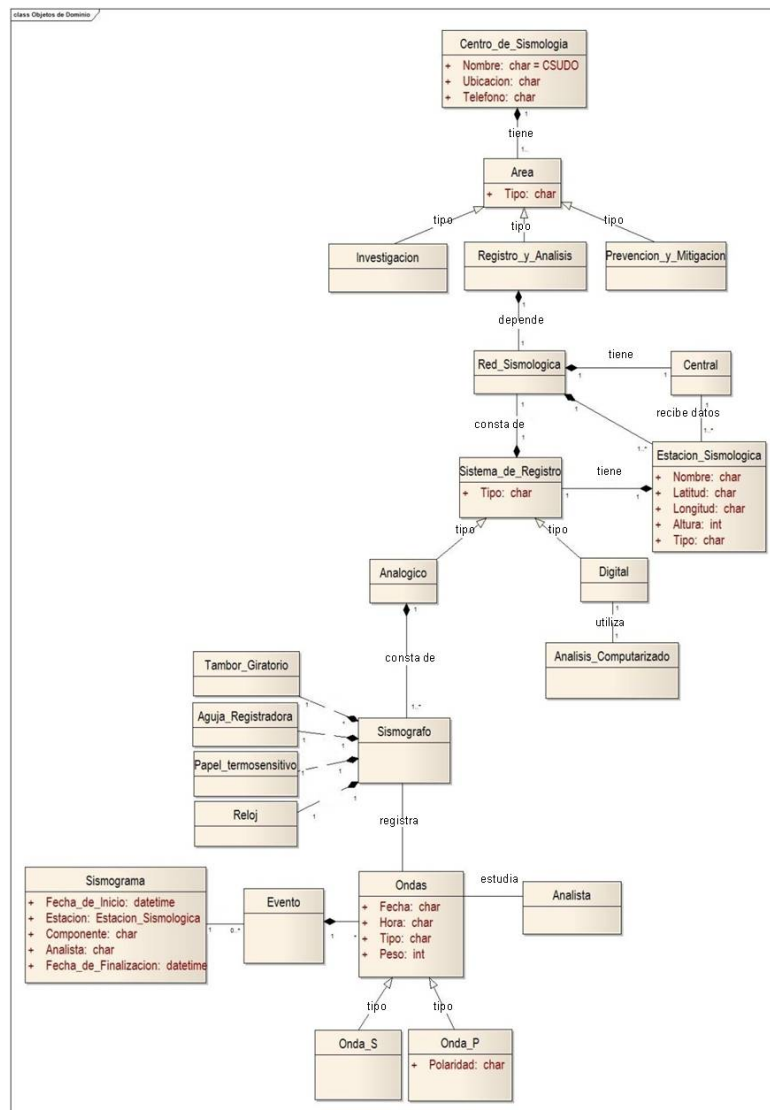 class Objetos de Dominio
Centro_de_Sismologia
+ Nombre: char = CSUDO
+ Ubicacion: char
+ Telefono: char
1
tiene
1..
Area
+ Tipo: char
tipo
tipo
tipo
Investigacion
Registro_y_Analisis
Prevencion_y_Mitigacion
1
depende
1
Red_Sismologica
1
tiene
1
Central
1
1
1
consta de
recibe datos
1..*
1..*
1
Estacion_Sismologica
+ Nombre: char
+ Latitud: char
+ Longitud: char
+ Altura: int
+ Tipo: char
Sistema_de_Registro
+ Tipo: char
tiene
1
1
tipo
tipo
Analogico
1
Digital
1
utiliza
1
Analisis_Computarizado
consta de
1..*
Tambor_Giratorio
1
1
Aguja_Registradora
1
1
Papel_termosensitivo
1
1
Reloj
1
1
Sismografo
registra
Sismograma
+ Fecha_de_Inicio: datetime
+ Estacion: Estacion_Sismologica
+ Componente: char
+ Analista: char
+ Fecha_de_Finalizacion: datetime
1
0..*
Evento
1
*
Ondas
+ Fecha: char
+ Hora: char
+ Tipo: char
+ Peso: int
estudia
Analista
tipo
tipo
Onda_S
Onda_P
+ Polaridad: char